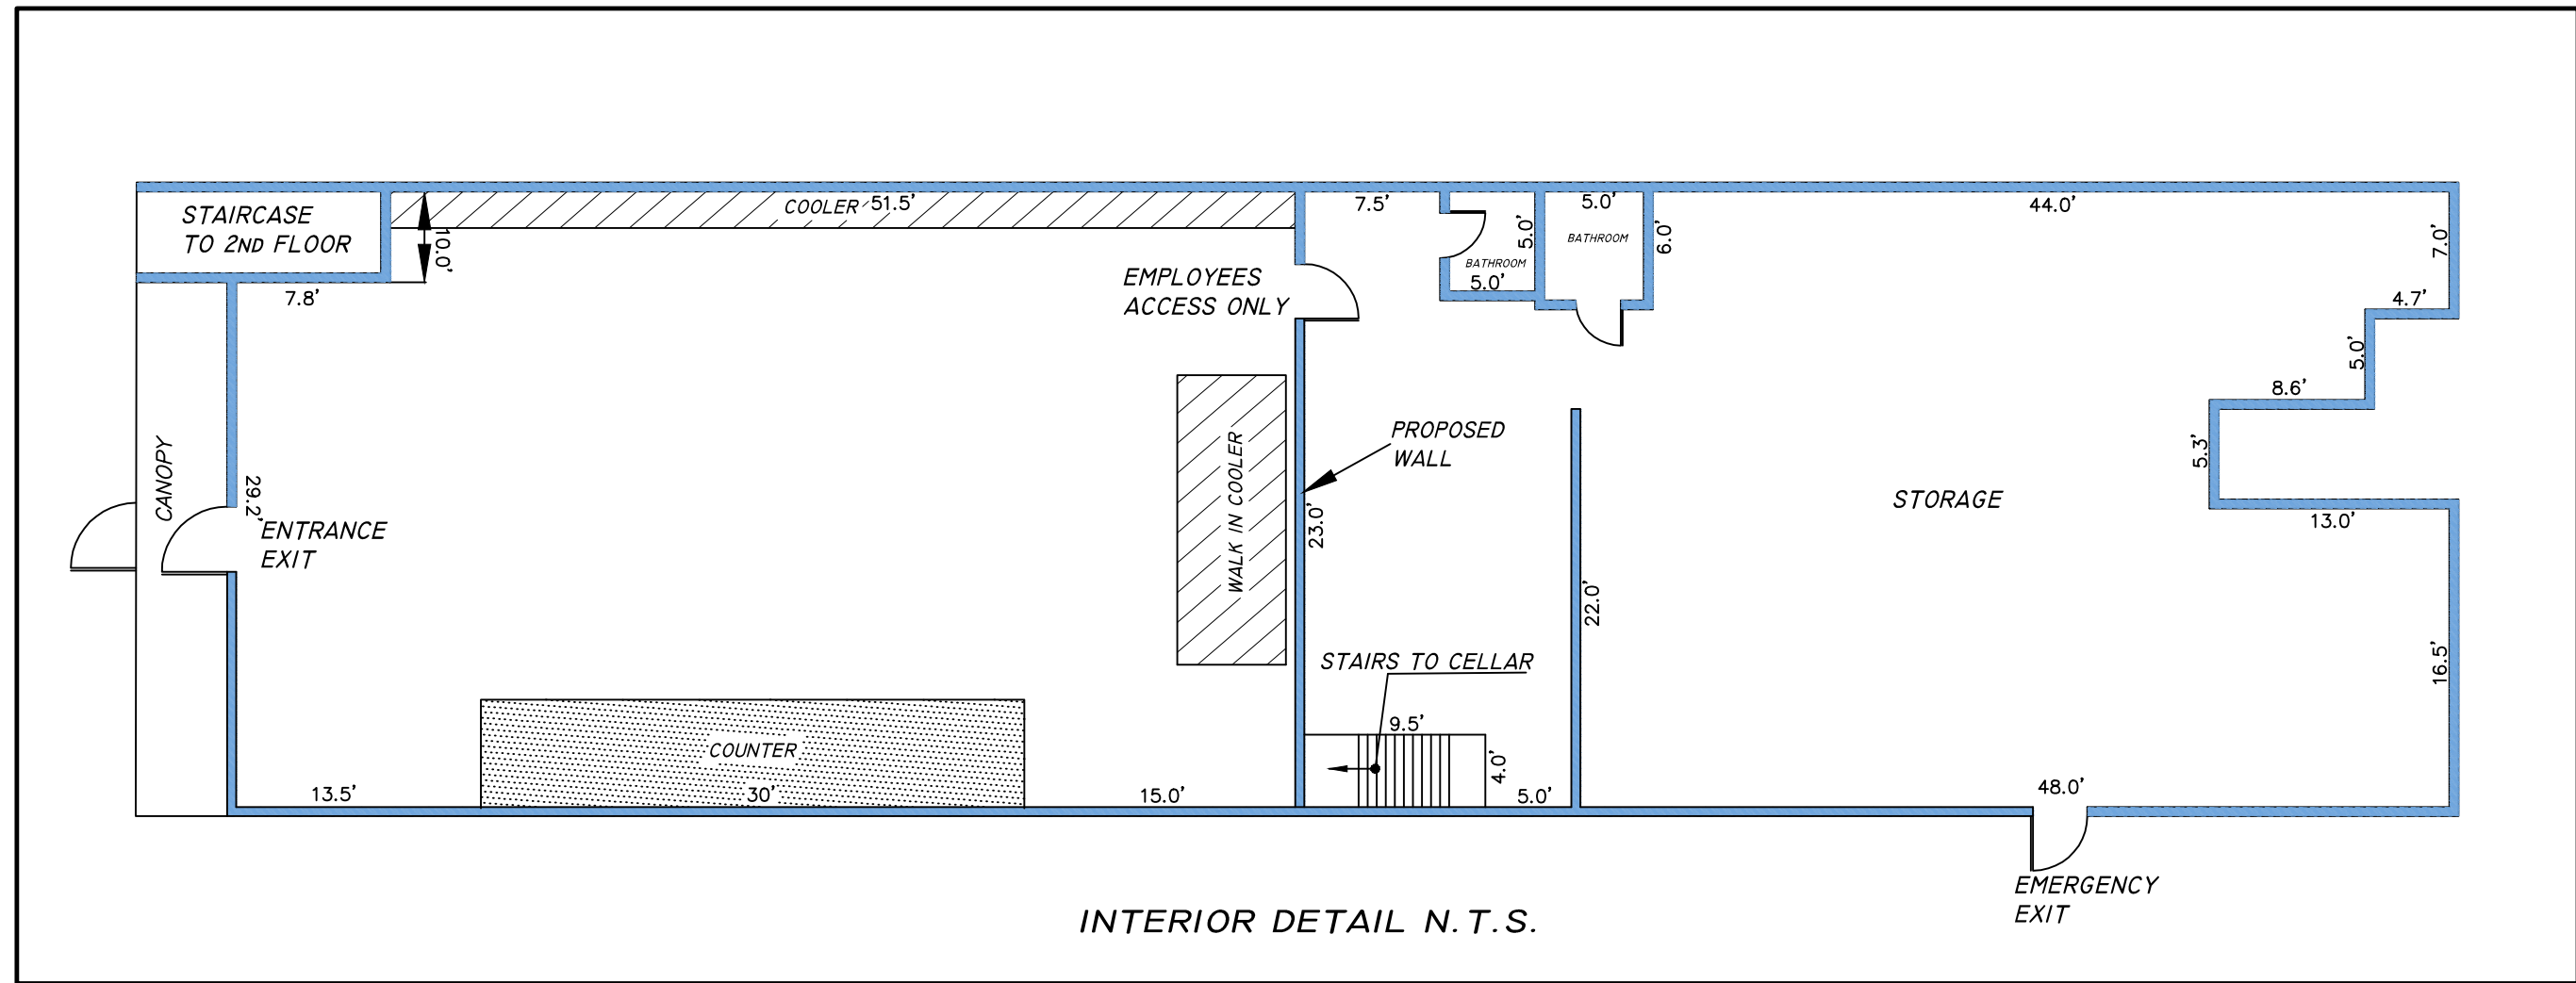 STAIRCASE
TO 2ND FLOOR
7.8'
COOLER 51.5'
10.0'
EMPLOYEES
ACCESS ONLY
7.5'
5.0'
BATHROOM
5.0'
5.0'
BATHROOM
6.0'
44.0'
7.0'
4.7'
5.0'
8.6'
5.3'
13.0'
16.5'
CANOPY
29.2'
ENTRANCE
EXIT
WALK IN COOLER
PROPOSED
WALL
23.0'
22.0'
STORAGE
STAIRS TO CELLAR
9.5'
4.0'
5.0'
COUNTER
13.5'
30'
15.0'
48.0'
EMERGENCY
EXIT
INTERIOR DETAIL N.T.S.